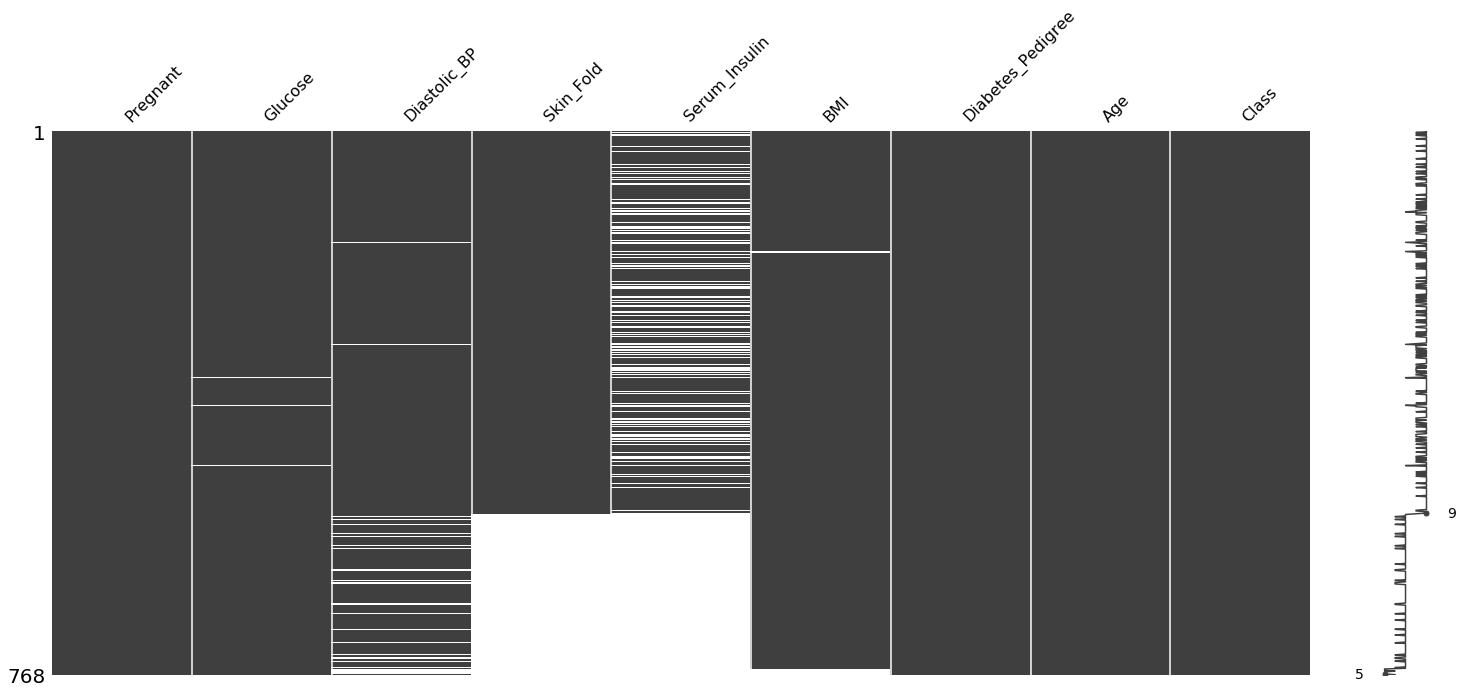 Pregnant
Glucose
Diastolic_BP
Skin_Fold
Serum_Insulin
BMI
Diabetes_Pedigree
Age
Class
1
9
768
5